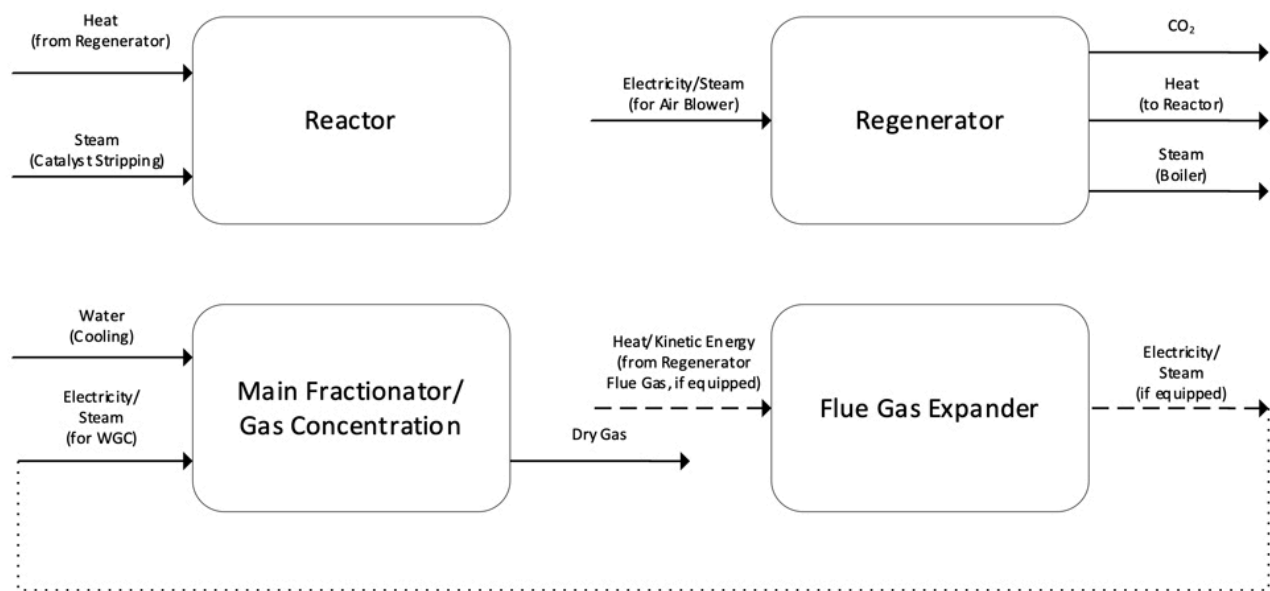 Heat
(from Regenerator)
Steam
(Catalyst Stripping)
Reactor
Electricity/Steam
(for Air Blower)
Regenerator
CO₂
Heat
(to Reactor)
Steam
(Boiler)
Water
(Cooling)
Electricity/
Steam
(for WGC)
Main Fractionator/
Gas Concentration
Dry Gas
Heat/Kinetic Energy
(from Regenerator
Flue Gas, if equipped)
Flue Gas Expander
Electricity/
Steam
(if equipped)